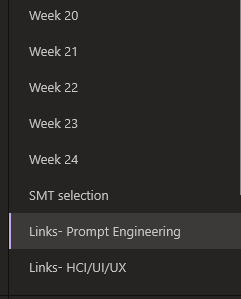 Week 20
Week 21
Week 22
Week 23
Week 24
SMT selection
Links- Prompt Engineering
Links- HCI/UI/UX